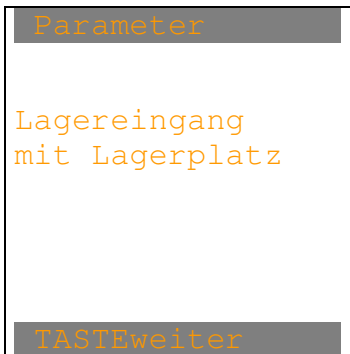 Parameter
Lagereingang
mit Lagerplatz
TASTEweiter